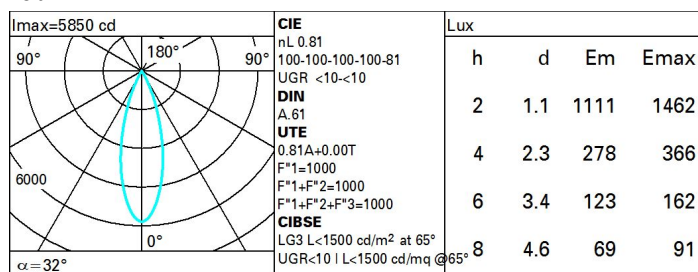 Imax=5850 cd
90° 180° 90°
6000
0°
α=32°
CIE
nL 0.81
100-100-100-100-81
UGR <10-<10
DIN
A.61
UTE
0.81A+0.00T
F"1=1000
F"1+F"2=1000
F"1+F"2+F"3=1000
CIBSE
LG3 L<1500 cd/m² at 65°
UGR<10 | L<1500 cd/mq @65°
Lux
h d Em Emax
2 1.1 1111 1462
4 2.3 278 366
6 3.4 123 162
8 4.6 69 91